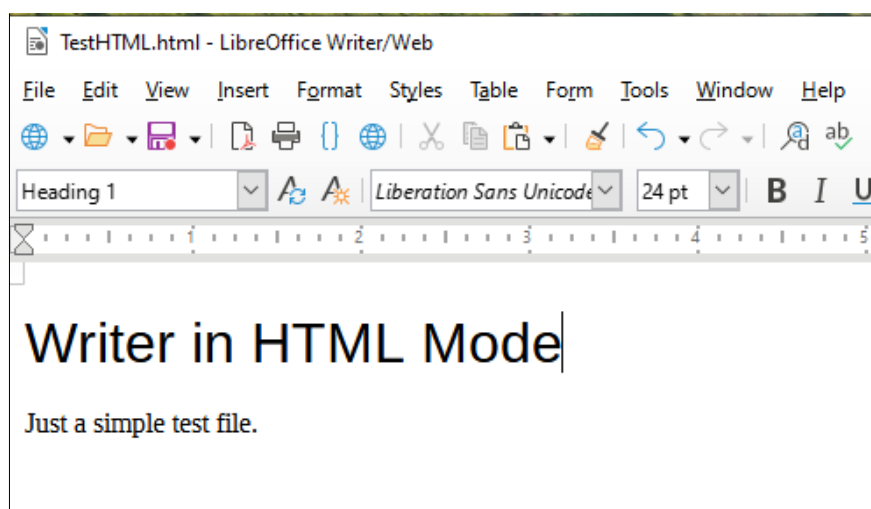 TestHTML.html - LibreOffice Writer/Web
File Edit View Insert Format Styles Table Form Tools Window Help
Heading 1 Liberation Sans Unicode 24 pt B I U
1 2 3 4 5
Writer in HTML Mode
Just a simple test file.